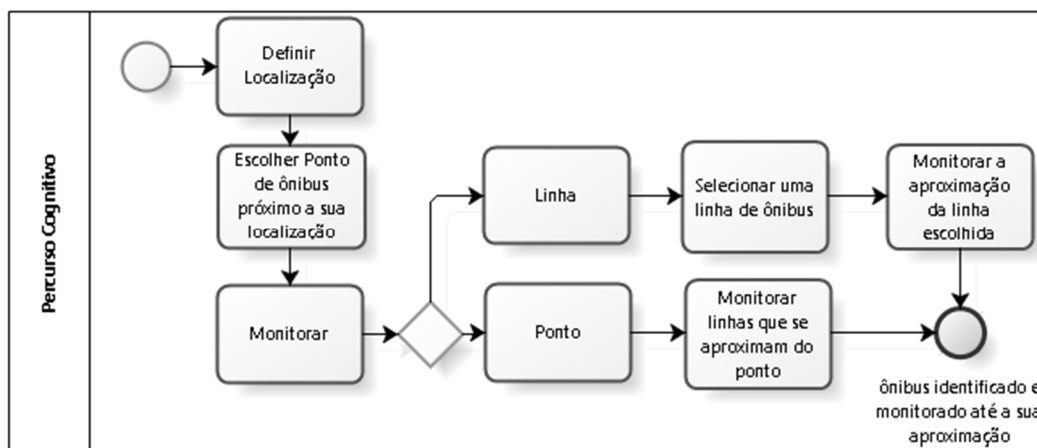 Percurso Cognitivo
Definir
Localização
Escolher Ponto
de ônibus
próximo a sua
localização
Monitorar
Linha
Selecionar uma
linha de ônibus
Monitorar a
aproximação
da linha
escolhida
Ponto
Monitorar
linhas que se
aproximam do
ponto
ônibus identificado e
monitorado até a sua
aproximação